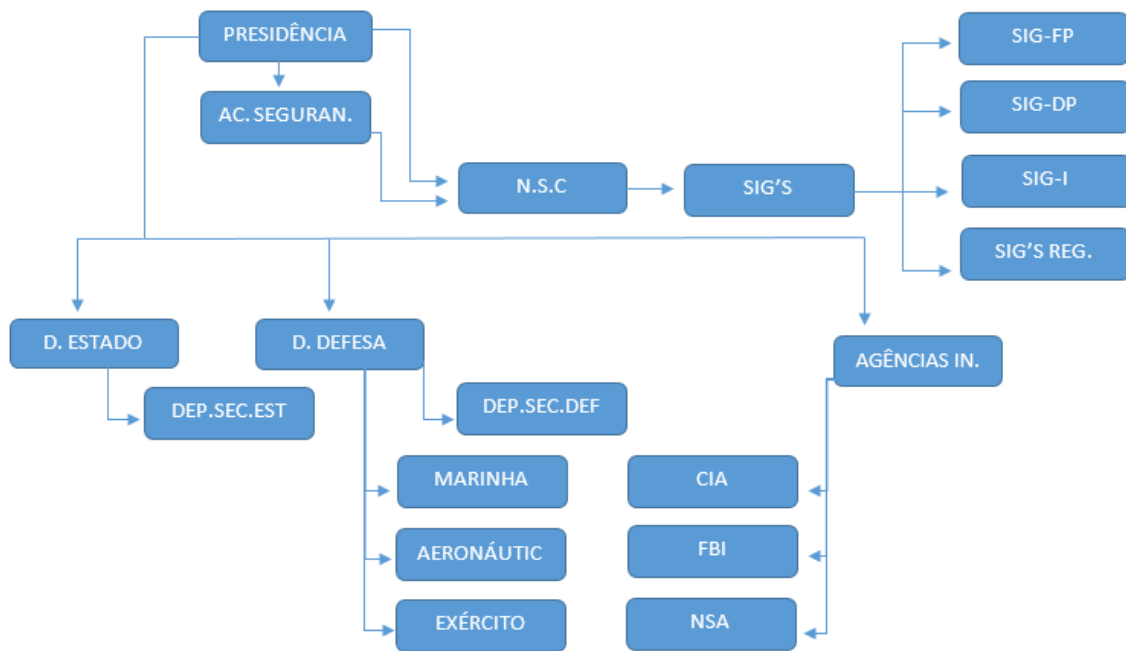 PRESIDÊNCIA
AC. SEGURAN.
N.S.C
SIG’S
SIG-FP
SIG-DP
SIG-I
SIG’S REG.
D. ESTADO
DEP.SEC.EST
D. DEFESA
DEP.SEC.DEF
MARINHA
AERONÁUTIC
EXÉRCITO
AGÊNCIAS IN.
CIA
FBI
NSA